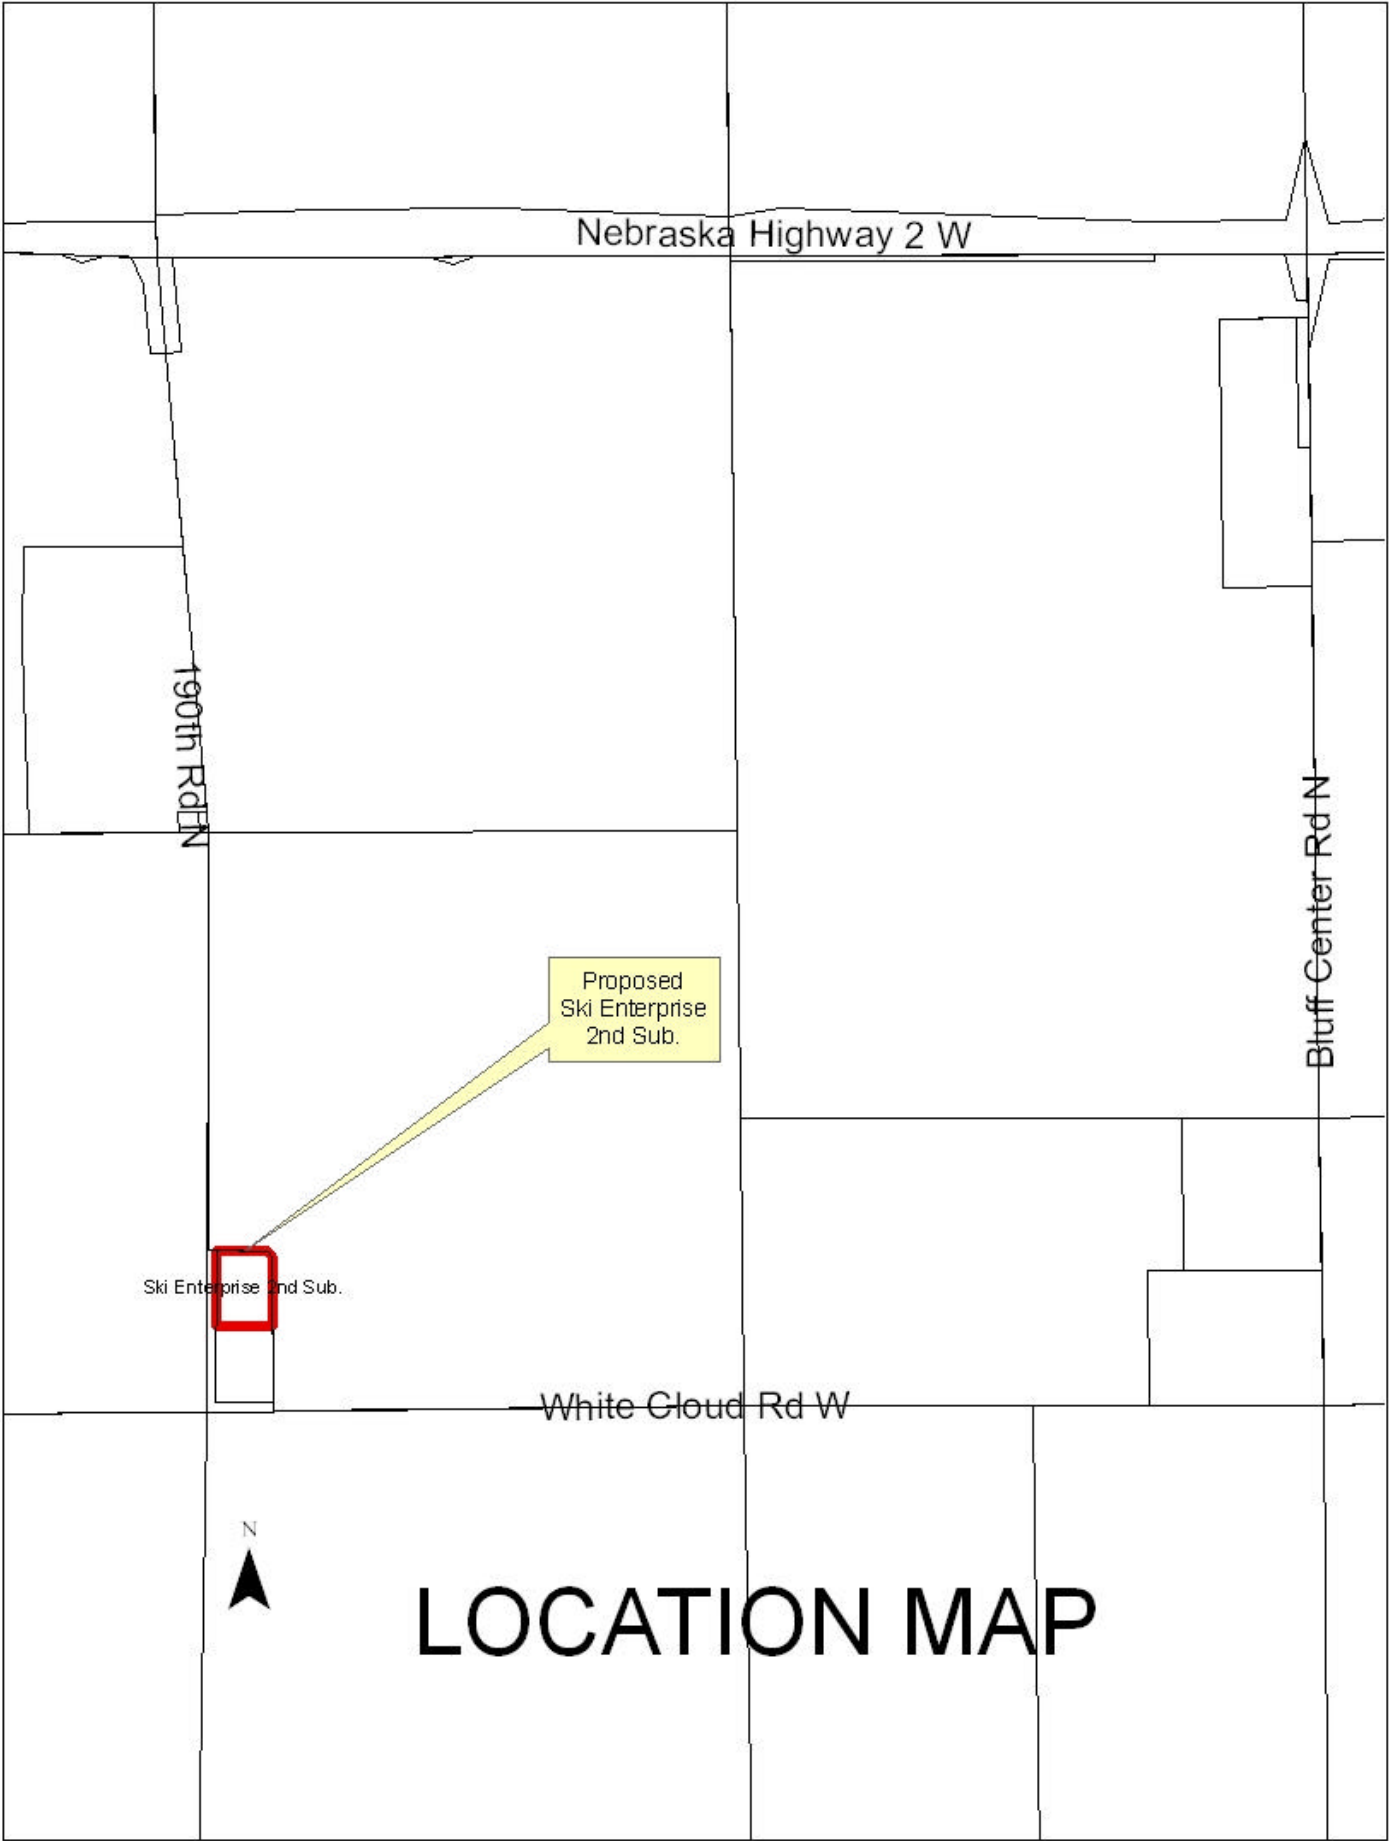 Nebraska Highway 2 W
190th Rd N
Bluff Center Rd N
Proposed
Ski Enterprise
2nd Sub.
Ski Enterprise 2nd Sub.
White Cloud Rd W
N
LOCATION MAP